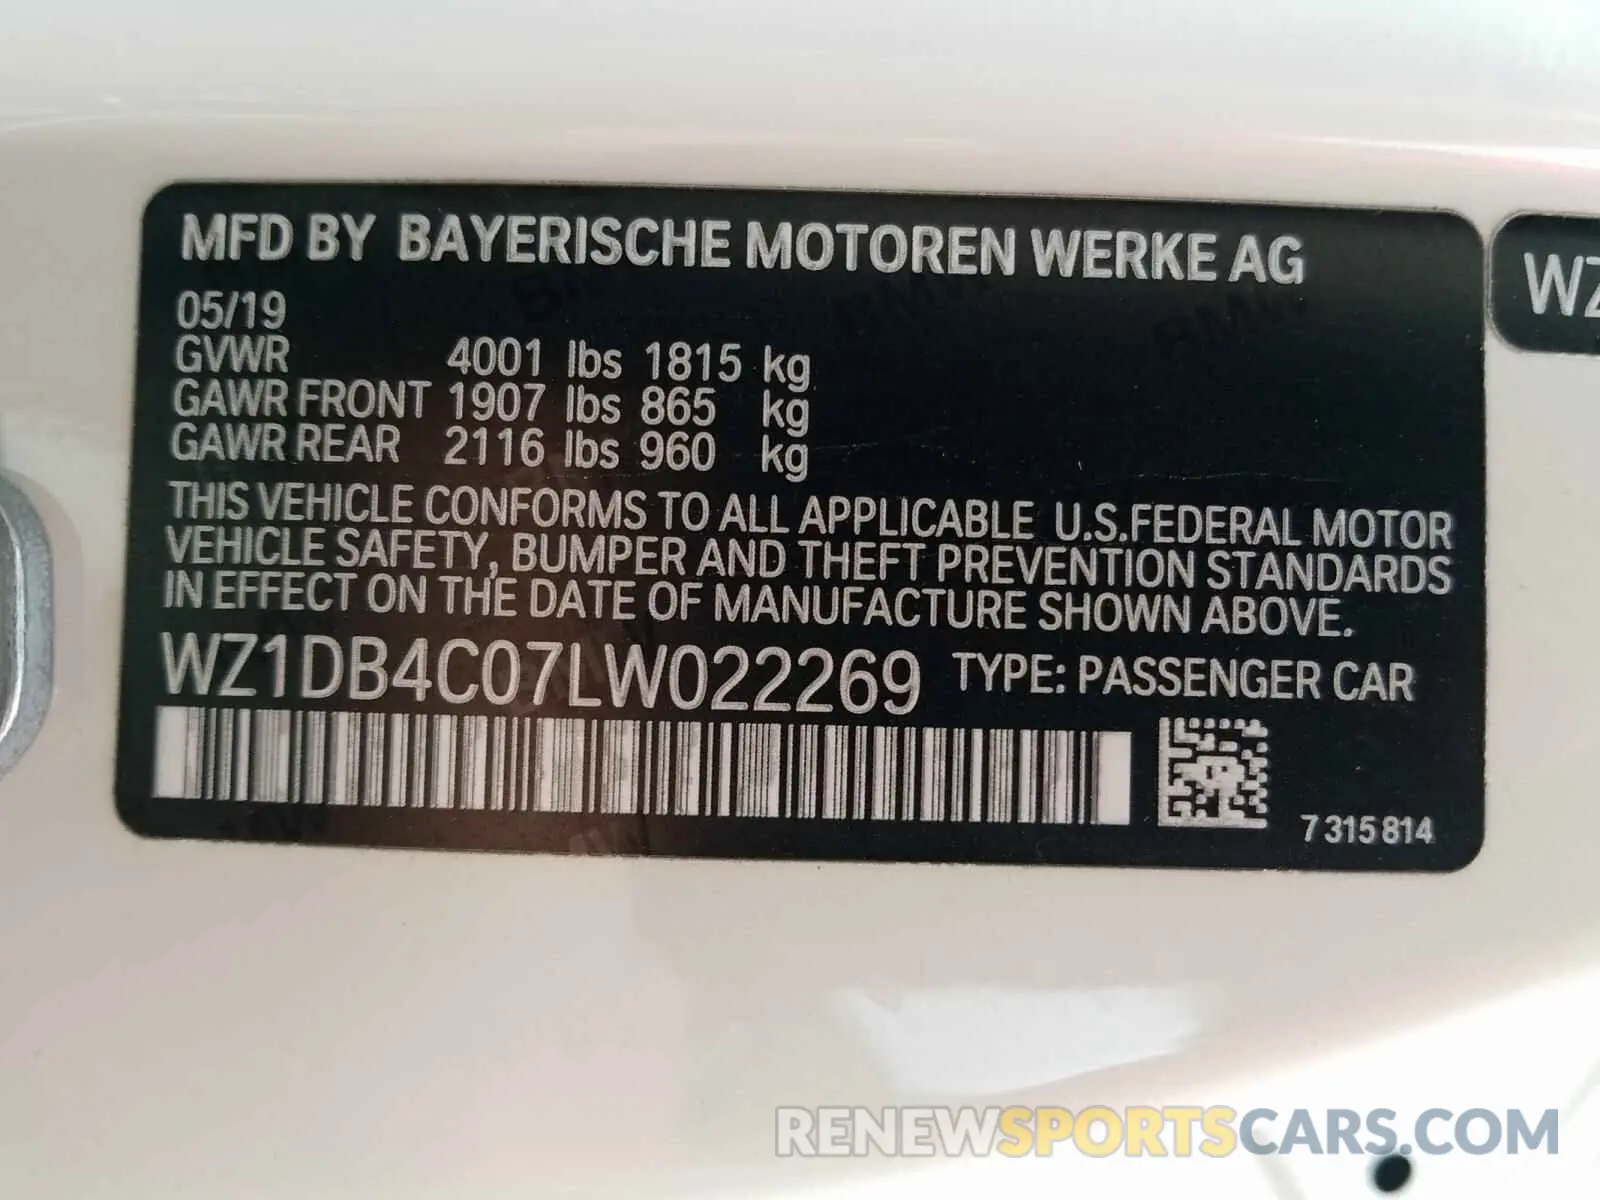 MFD BY BAYERISCHE MOTOREN WERKE AG
05/19
GVWR 4001 lbs 1815 kg
GAWR FRONT 1907 lbs 865 kg
GAWR REAR 2116 lbs 960 kg
THIS VEHICLE CONFORMS TO ALL APPLICABLE U.S.FEDERAL MOTOR
VEHICLE SAFETY, BUMPER AND THEFT PREVENTION STANDARDS
IN EFFECT ON THE DATE OF MANUFACTURE SHOWN ABOVE.
WZ1DB4C07LW022269 TYPE: PASSENGER CAR
7 315 814
WZ
RENEWSPORTSCARS.COM